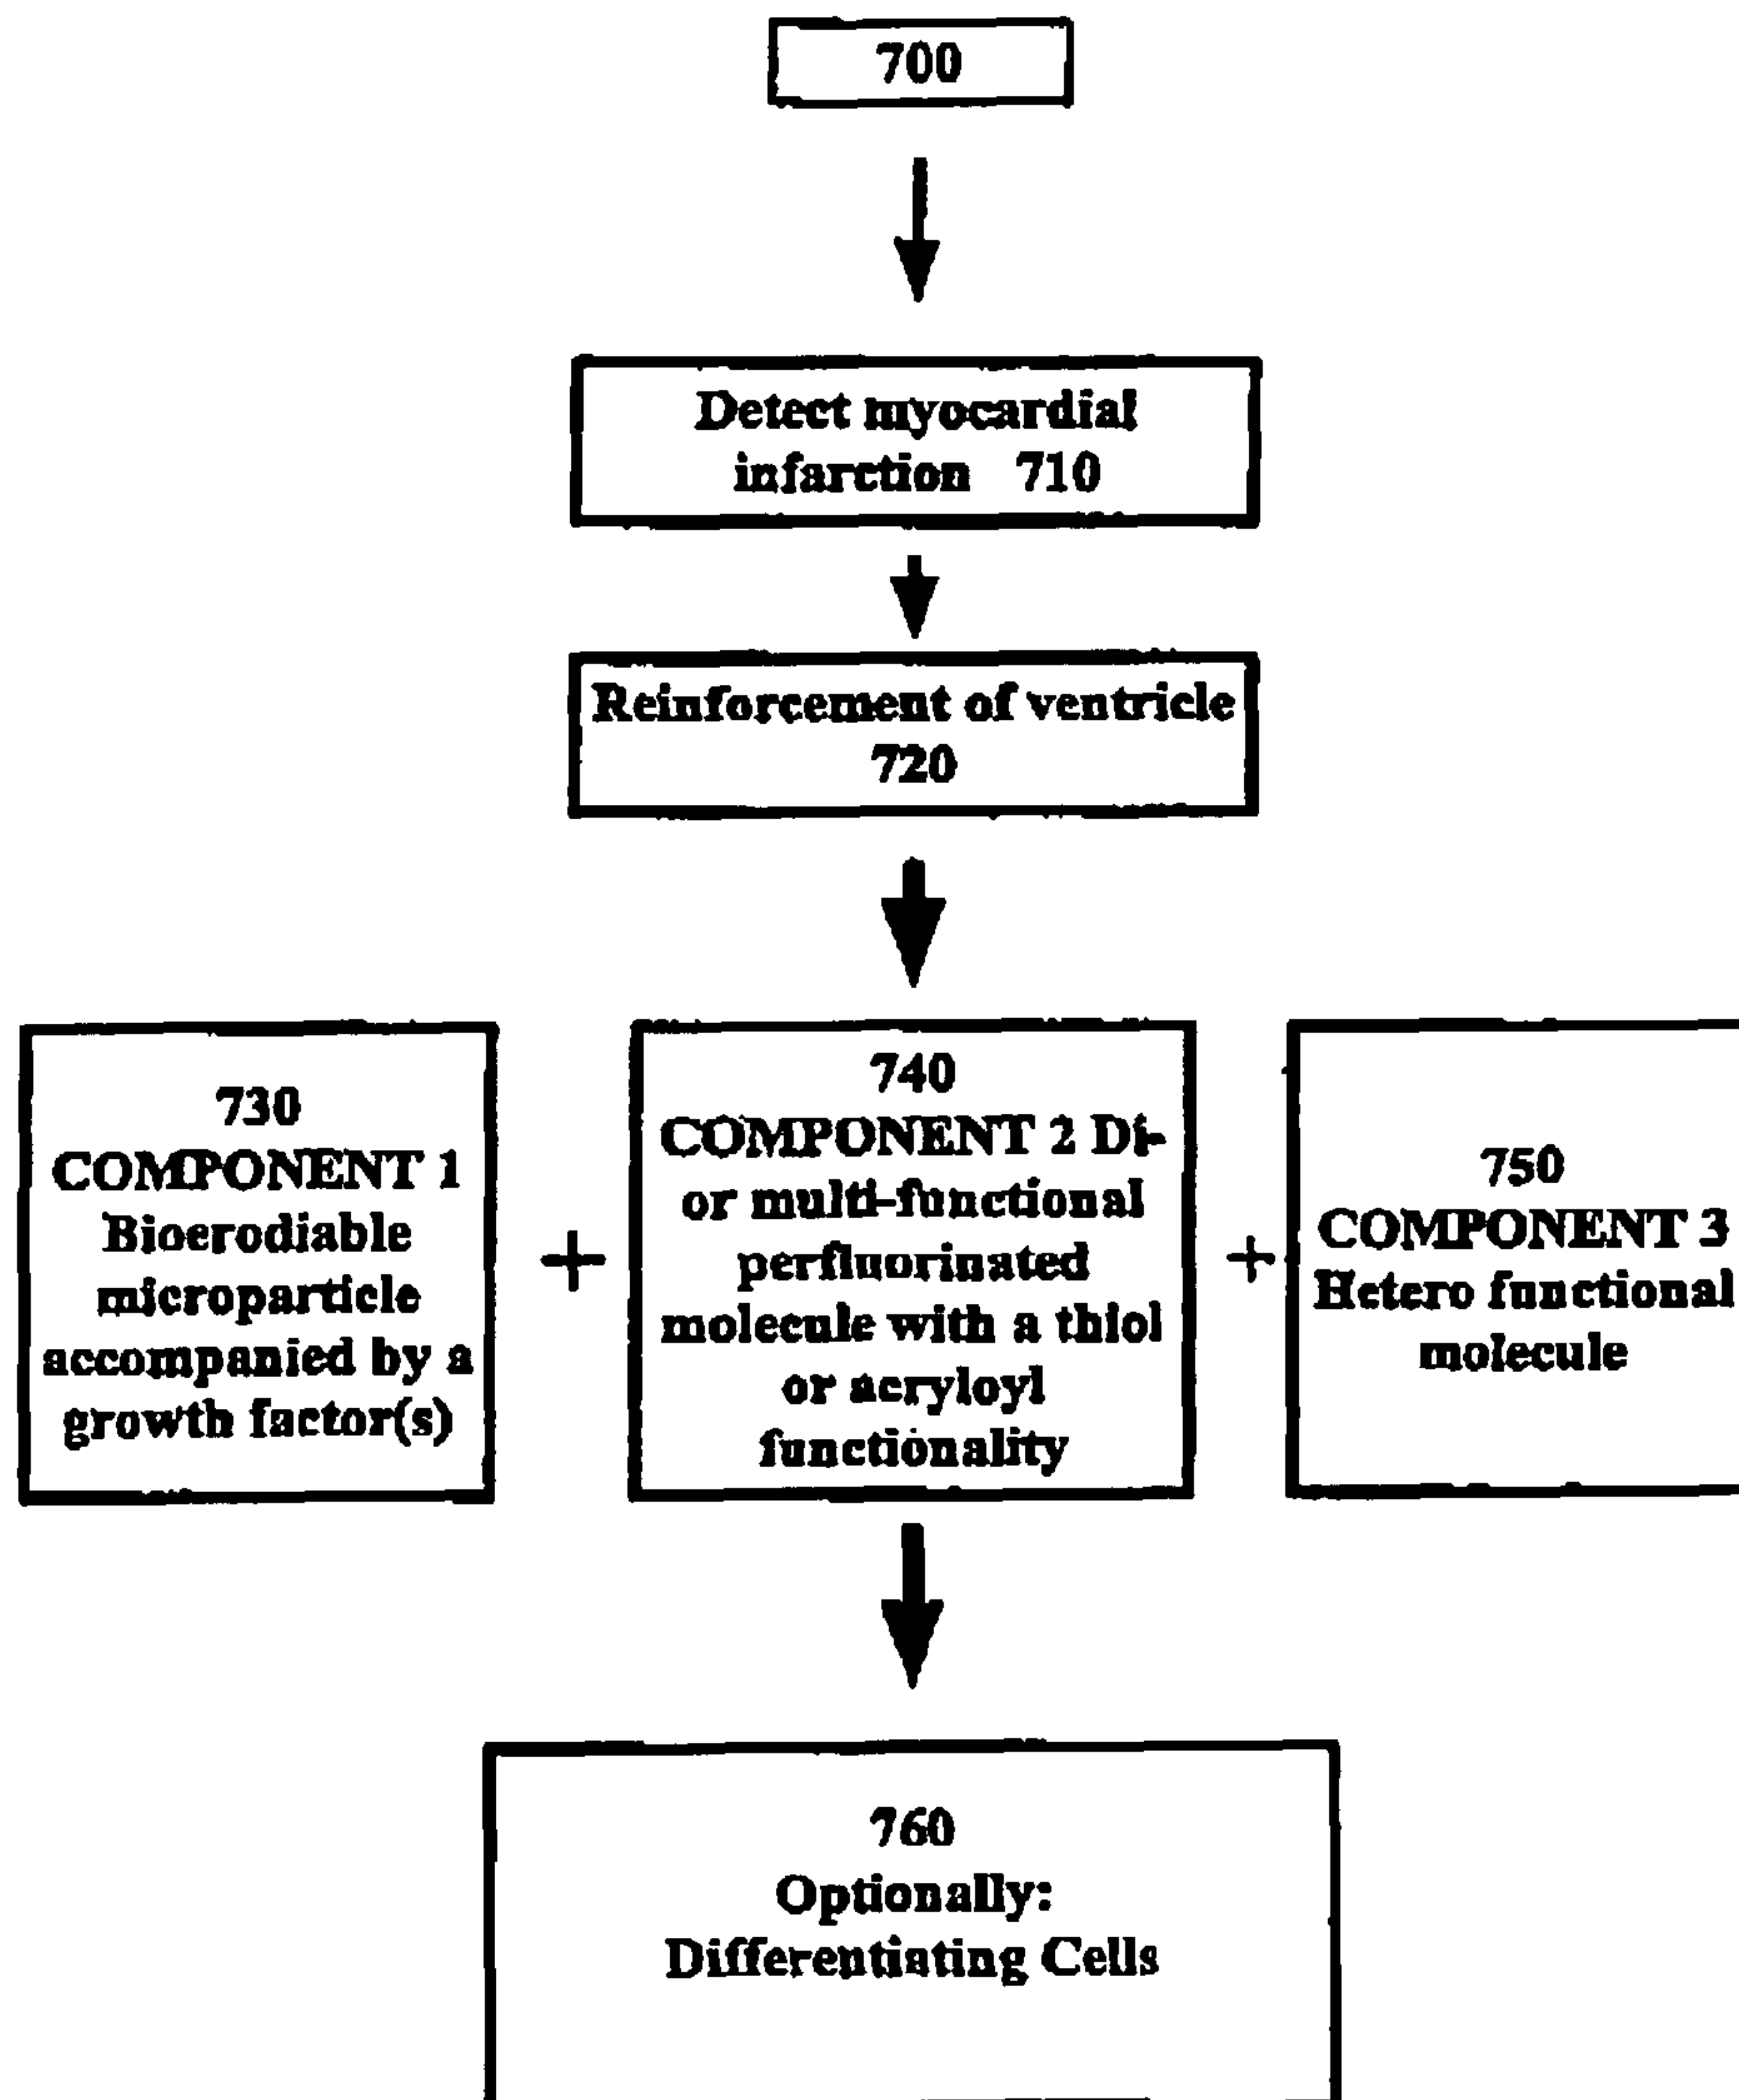 700
Detect myocardial
infarction 710
Reinforcement of ventricle
720
730
COMPONENT 1
Bioerodiable
microparticle
accompanied by a
growth factor(s)
+
740
COMPONENT 2 Di-
or multi-functional
perfluorinated
molecule with a thiol
or acryloyl
functionality
+
750
COMPONENT 3
Hetero functional
molecule
760
Optionally:
Differentiating Cells